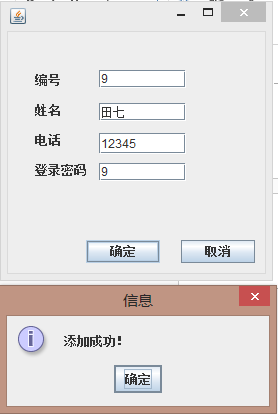 编号 9
姓名 田七
电话 12345
登录密码 9
确定 取消
信息
添加成功!
确定